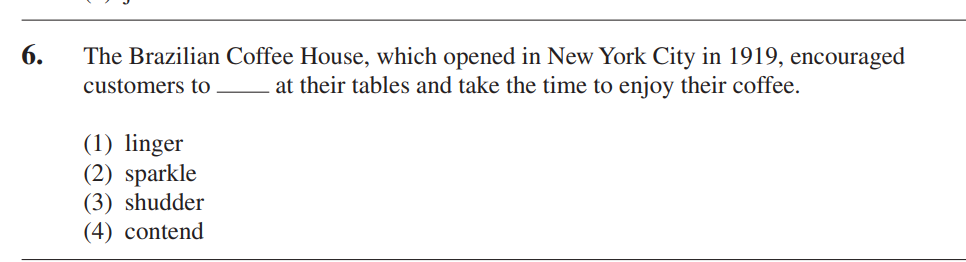 6. The Brazilian Coffee House, which opened in New York City in 1919, encouraged
customers to ____ at their tables and take the time to enjoy their coffee.
(1) linger
(2) sparkle
(3) shudder
(4) contend